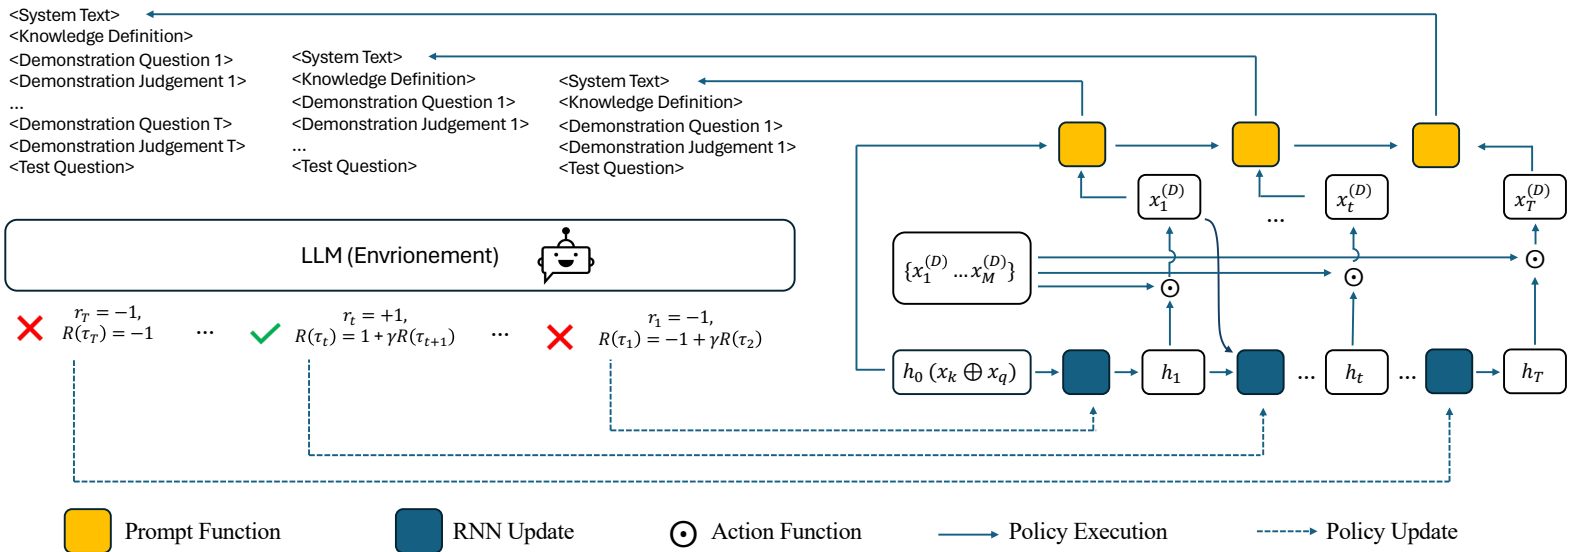 <System Text>
<Knowledge Definition>
<Demonstration Question 1>
<Demonstration Judgement 1>
...
<Demonstration Question T>
<Demonstration Judgement T>
<Test Question>
<System Text>
<Knowledge Definition>
<Demonstration Question 1>
<Demonstration Judgement 1>
...
<Test Question>
<System Text>
<Knowledge Definition>
<Demonstration Question 1>
<Demonstration Judgement 1>
<Test Question>
x_1^{(D)}
...
x_t^{(D)}
x_T^{(D)}
{x_1^{(D)} ... x_M^{(D)}}
LLM (Envrionement)
r_T = −1,
R(τ_T) = −1
...
r_t = +1,
R(τ_t) = 1 + γR(τ_{t+1})
...
r_1 = −1,
R(τ_1) = −1 + γR(τ_2)
h_0 (x_k ⊕ x_q)
h_1
...
h_t
...
h_T
Prompt Function
RNN Update
Action Function
Policy Execution
Policy Update